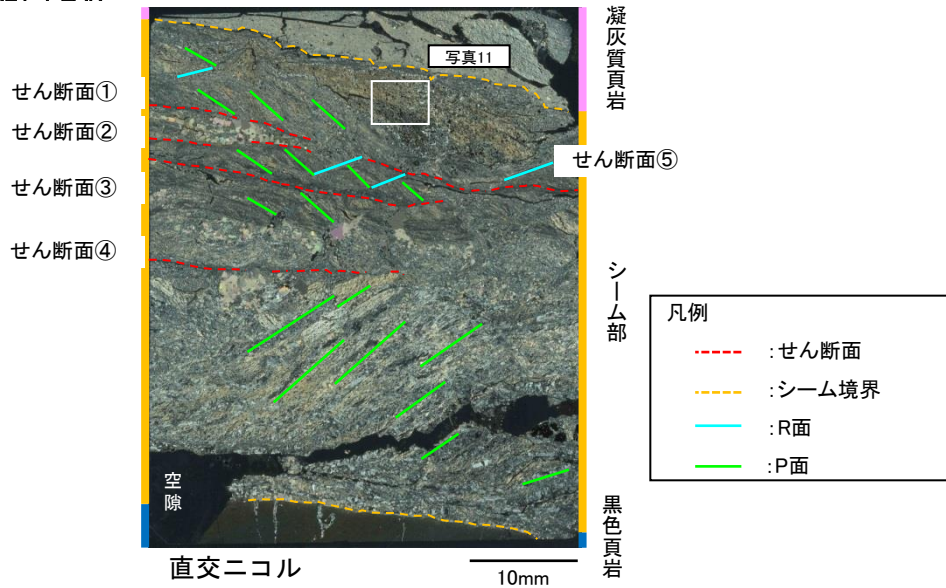 写真11
凝灰質頁岩
せん断面①
せん断面②
せん断面⑤
せん断面③
せん断面④
シーム部
凡例
:せん断面
:シーム境界
:R面
:P面
空隙
黒色頁岩
直交ニコル
10mm